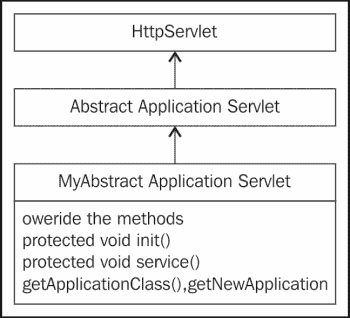 HttpServlet
Abstract Application Servlet
MyAbstract Application Servlet
oweride the methods
protected void init()
protected void service()
getApplicationClass(),getNewApplication